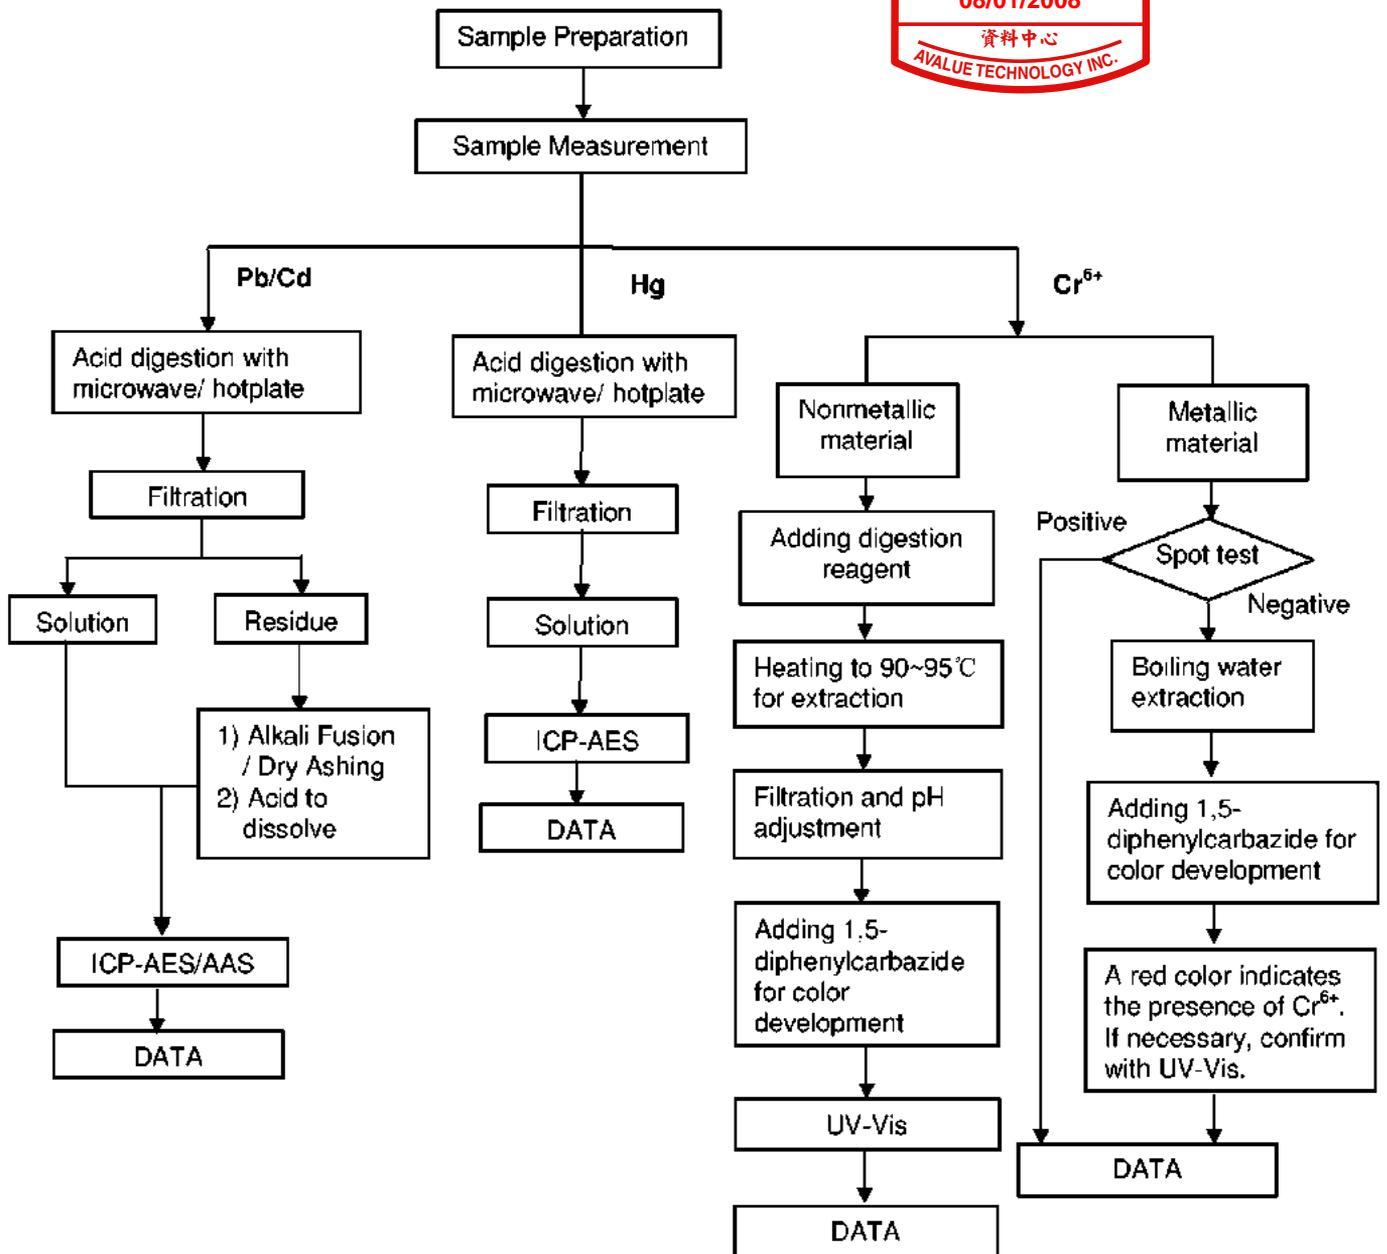 Sample Preparation
08/01/2008
資料中心
AVALUE TECHNOLOGY INC.
Sample Measurement
Pb/Cd
Hg
Cr⁶⁺
Acid digestion with
microwave/ hotplate
Filtration
Solution
Residue
1) Alkali Fusion
/ Dry Ashing
2) Acid to
dissolve
ICP-AES/AAS
DATA
Acid digestion with
microwave/ hotplate
Filtration
Solution
ICP-AES
DATA
Nonmetallic
material
Adding digestion
reagent
Heating to 90~95℃
for extraction
Filtration and pH
adjustment
Adding 1,5-
diphenylcarbazide
for color
development
UV-Vis
DATA
Metallic
material
Positive
Spot test
Negative
Boiling water
extraction
Adding 1,5-
diphenylcarbazide for
color development
A red color indicates
the presence of Cr⁶⁺.
If necessary, confirm
with UV-Vis.
DATA